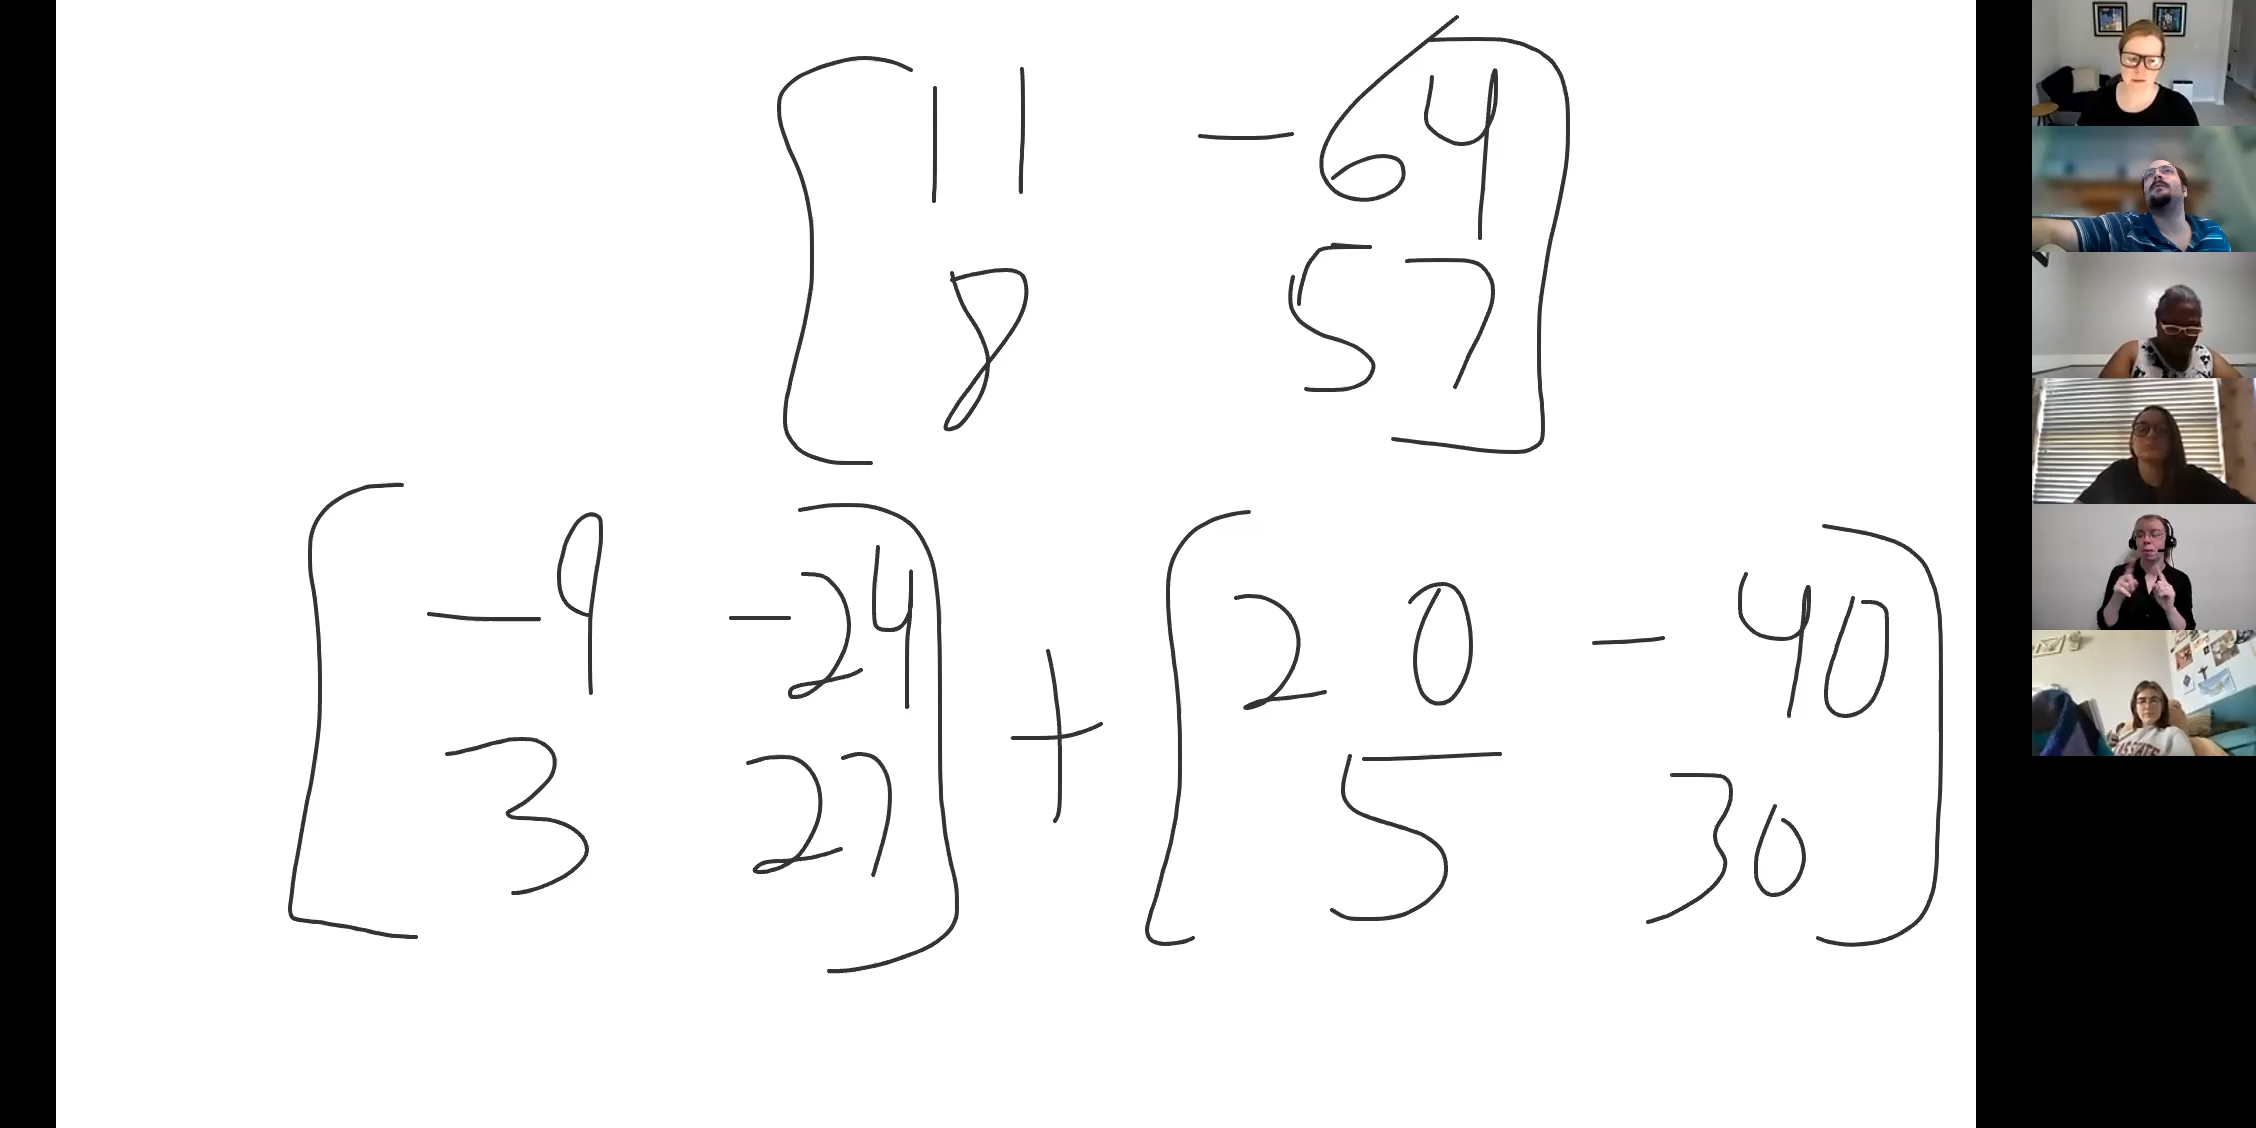 [ 11 -64 ]
[ 8 57 ]
[ -9 -24 ] + [ 20 -40 ]
[ 3 27 ] [ 5 30 ]